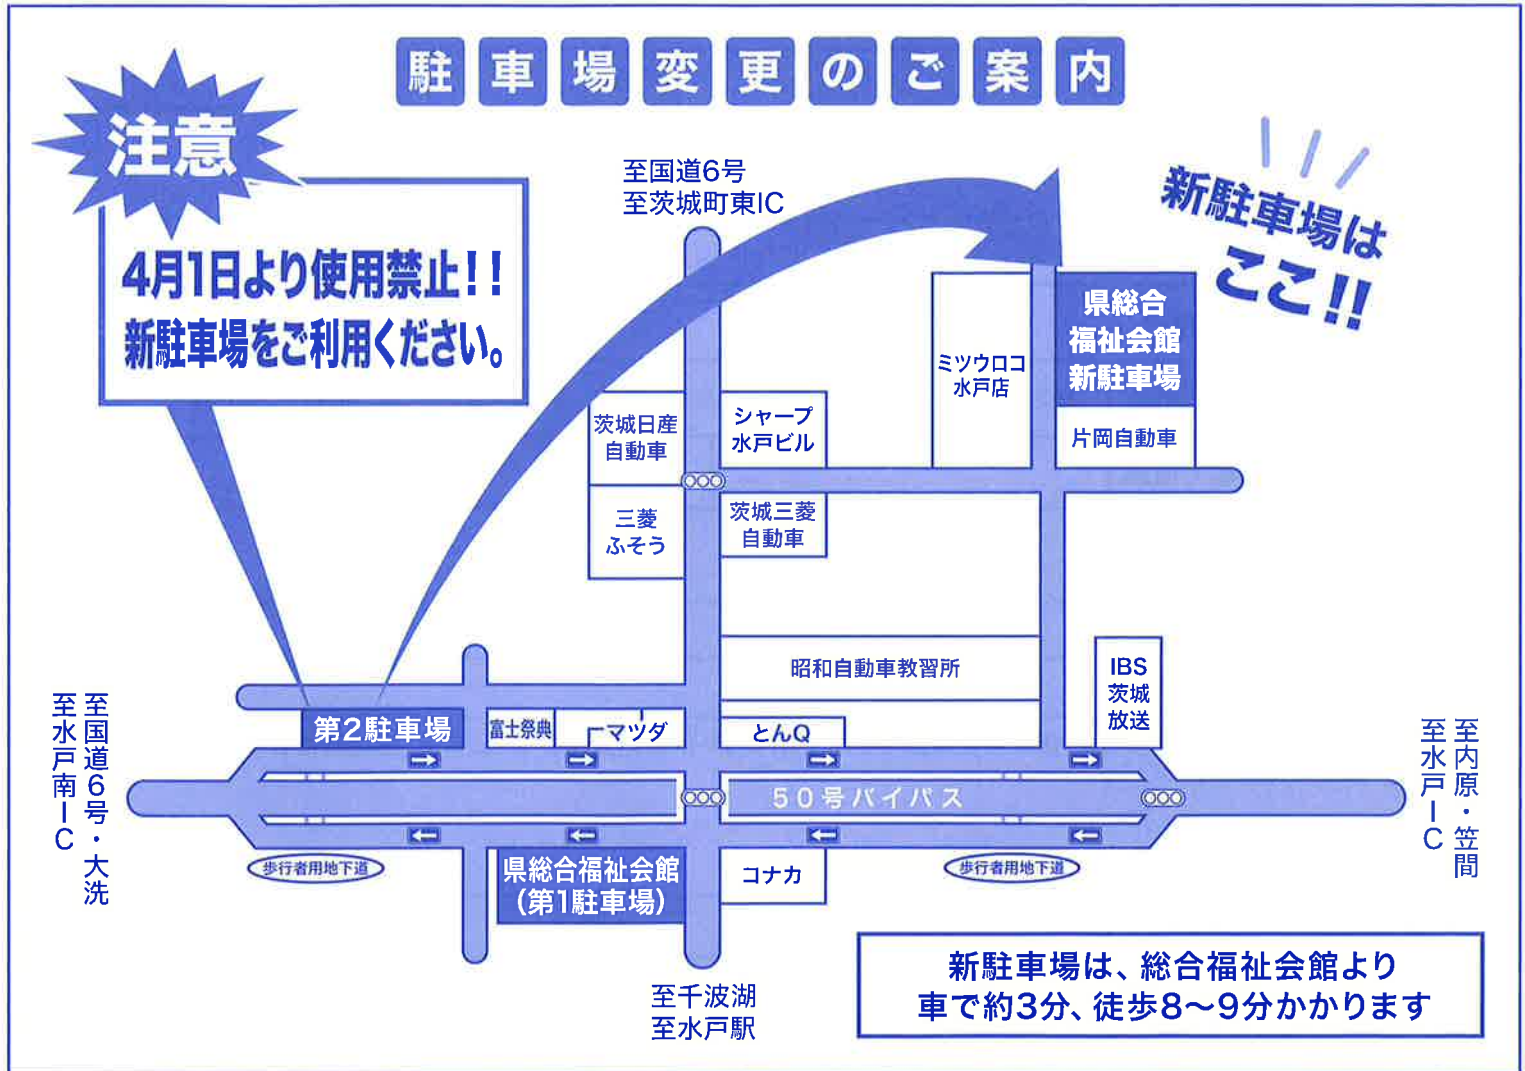 駐車場変更のご案内
注意
4月1日より使用禁止!!
新駐車場をご利用ください。
至国道6号
至茨城町東IC
新駐車場は
ここ!!
県総合
福祉会館
新駐車場
ミツウロコ
水戸店
片岡自動車
茨城日産
自動車
シャープ
水戸ビル
三菱
ふそう
茨城三菱
自動車
昭和自動車教習所
IBS
茨城
放送
第2駐車場
富士祭典
マツダ
とんQ
至国道6号・大洗
至水戸南IC
50号バイパス
至内原・笠間
至水戸IC
歩行者用地下道
県総合福祉会館
(第1駐車場)
コナカ
歩行者用地下道
新駐車場は、総合福祉会館より
車で約3分、徒歩8〜9分かかります
至千波湖
至水戸駅